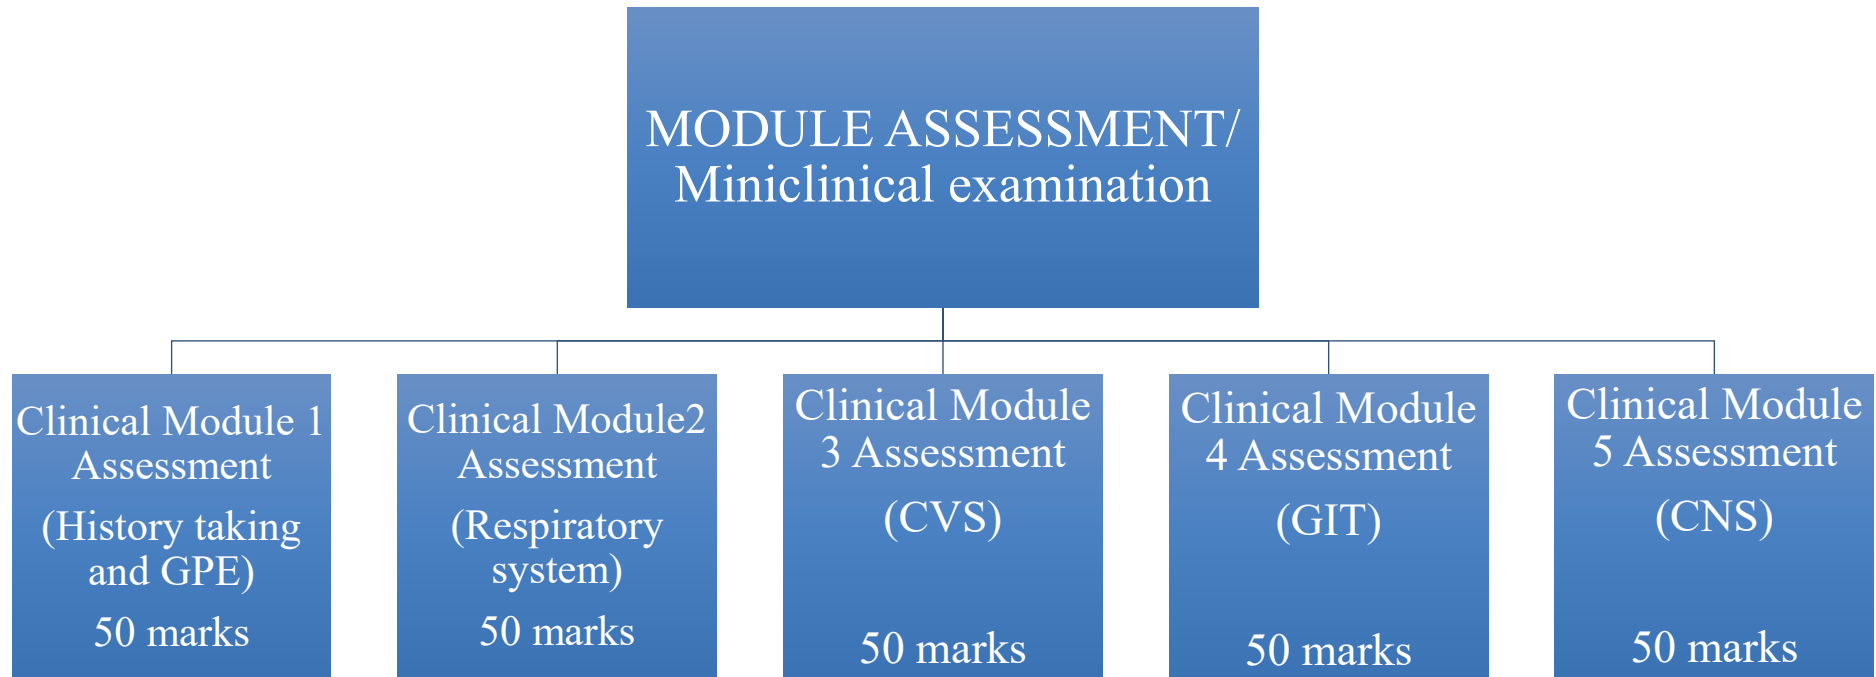 MODULE ASSESSMENT/
Miniclinical examination
Clinical Module 1
Assessment
(History taking
and GPE)
50 marks
Clinical Module2
Assessment
(Respiratory
system)
50 marks
Clinical Module
3 Assessment
(CVS)
50 marks
Clinical Module
4 Assessment
(GIT)
50 marks
Clinical Module
5 Assessment
(CNS)
50 marks